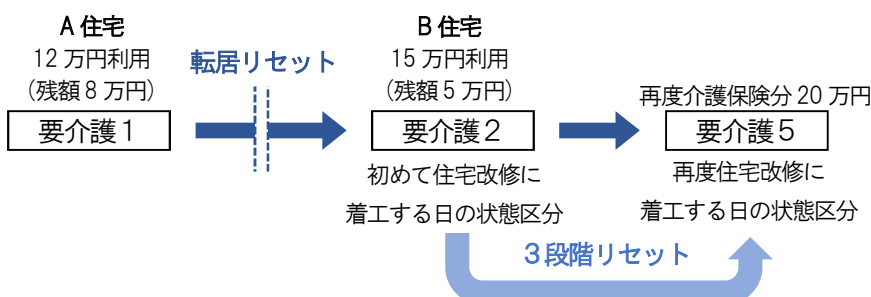 A 住宅
12 万円利用
(残額 8 万円)
要介護１
転居リセット
B 住宅
15 万円利用
(残額 5 万円)
要介護２
初めて住宅改修に
着工する日の状態区分
再度介護保険分 20 万円
要介護５
再度住宅改修に
着工する日の状態区分
３段階リセット